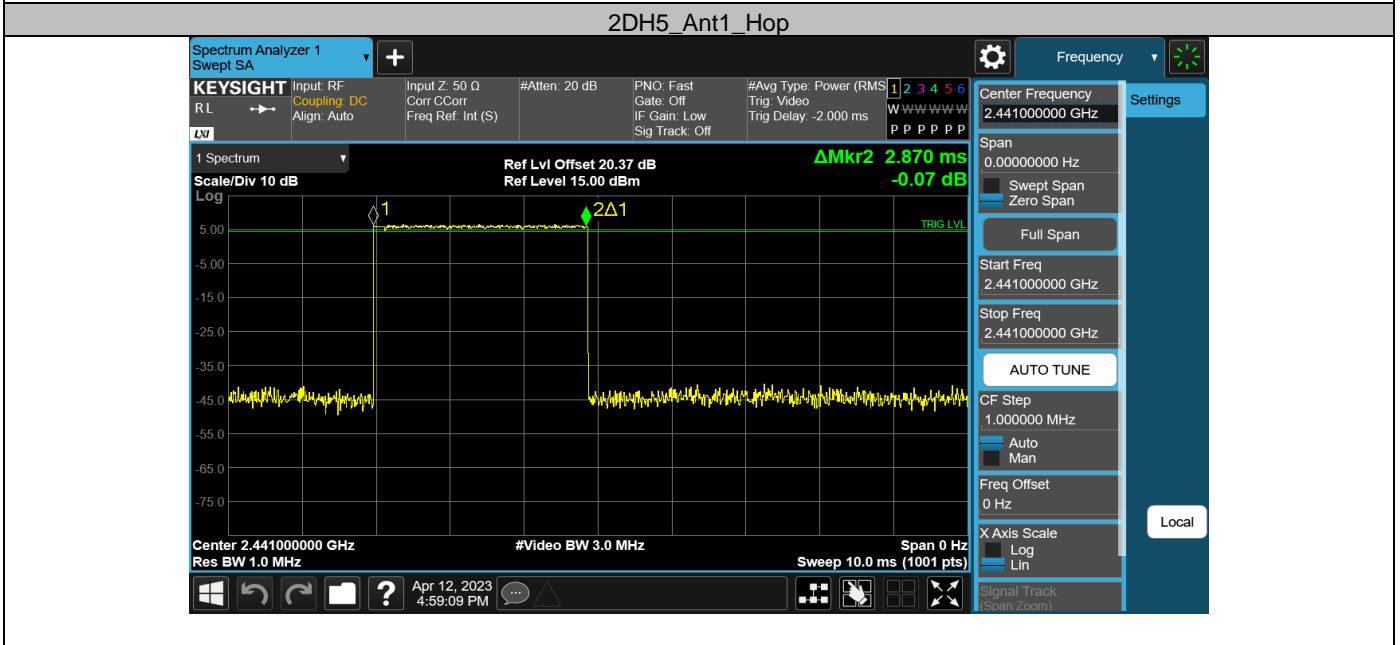 2DH5_Ant1_Hop
Spectrum Analyzer 1
Swept SA
Frequency
KEYSIGHT
RL
LXI
Input: RF
Coupling: DC
Align: Auto
Input Z: 50 Ω
Corr CCorr
Freq Ref: Int (S)
#Atten: 20 dB
PNO: Fast
Gate: Off
IF Gain: Low
Sig Track: Off
#Avg Type: Power (RMS
Trig: Video
Trig Delay: -2.000 ms
1 2 3 4 5 6
W W W W W W
P P P P P P
1 Spectrum
Scale/Div 10 dB
Ref Lvl Offset 20.37 dB
Ref Level 15.00 dBm
ΔMkr2 2.870 ms
-0.07 dB
Log
1
2Δ1
TRIG LVL
5.00
-5.00
-15.0
-25.0
-35.0
-45.0
-55.0
-65.0
-75.0
Center 2.441000000 GHz
Res BW 1.0 MHz
#Video BW 3.0 MHz
Span 0 Hz
Sweep 10.0 ms (1001 pts)
?
Apr 12, 2023
4:59:09 PM
Center Frequency
2.441000000 GHz
Span
0.00000000 Hz
Swept Span
Zero Span
Full Span
Start Freq
2.441000000 GHz
Stop Freq
2.441000000 GHz
AUTO TUNE
CF Step
1.000000 MHz
Auto
Man
Freq Offset
0 Hz
X Axis Scale
Log
Lin
Signal Track
(Span Zoom)
Settings
Local